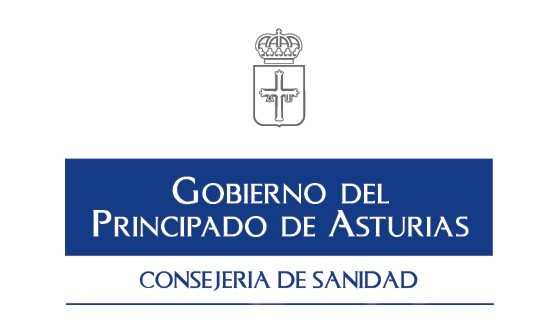 GOBIERNO DEL
PRINCIPADO DE ASTURIAS
CONSEJERIA DE SANIDAD